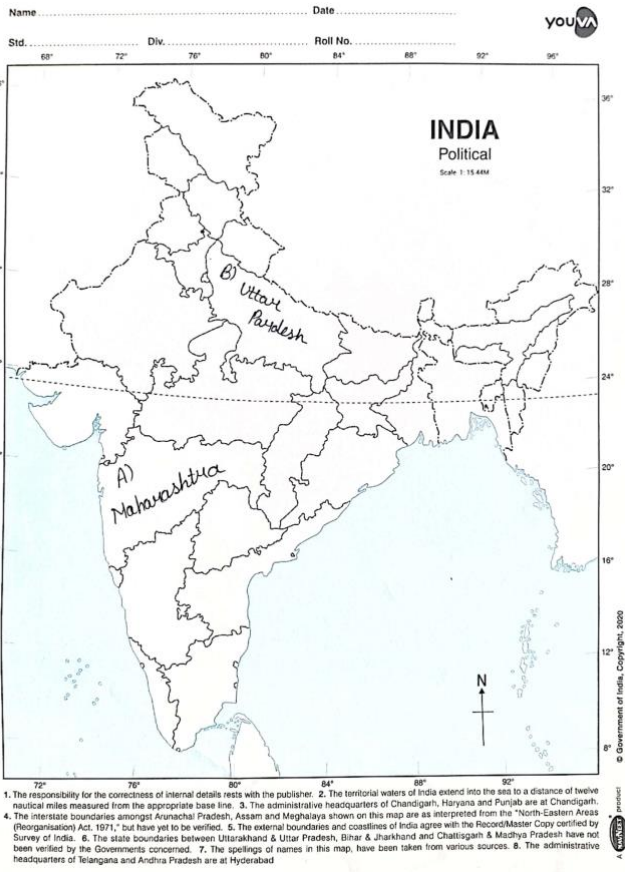 Name Date
youVA
Std. Div. Roll No.
68° 72° 76° 80° 84° 88° 92° 96°
36°
INDIA
Political
Scale 1: 15.44M
32°
B)
Uttar
Pardesh
28°
24°
A)
Maharashtra
20°
16°
12°
N
8°
72° 76° 80° 84° 88° 92°
© Government of India, Copyright, 2020
A NAVNEET product
1. The responsibility for the correctness of internal details rests with the publisher. 2. The territorial waters of India extend into the sea to a distance of twelve
nautical miles measured from the appropriate base line. 3. The administrative headquarters of Chandigarh, Haryana and Punjab are at Chandigarh.
4. The interstate boundaries amongst Arunachal Pradesh, Assam and Meghalaya shown on this map are as interpreted from the "North-Eastern Areas
(Reorganisation) Act. 1971," but have yet to be verified. 5. The external boundaries and coastlines of India agree with the Record/Master Copy certified by
Survey of India. 6. The state boundaries between Uttarakhand & Uttar Pradesh, Bihar & Jharkhand and Chattisgarh & Madhya Pradesh have not
been verified by the Governments concerned. 7. The spellings of names in this map, have been taken from various sources. 8. The administrative
headquarters of Telangana and Andhra Pradesh are at Hyderabad